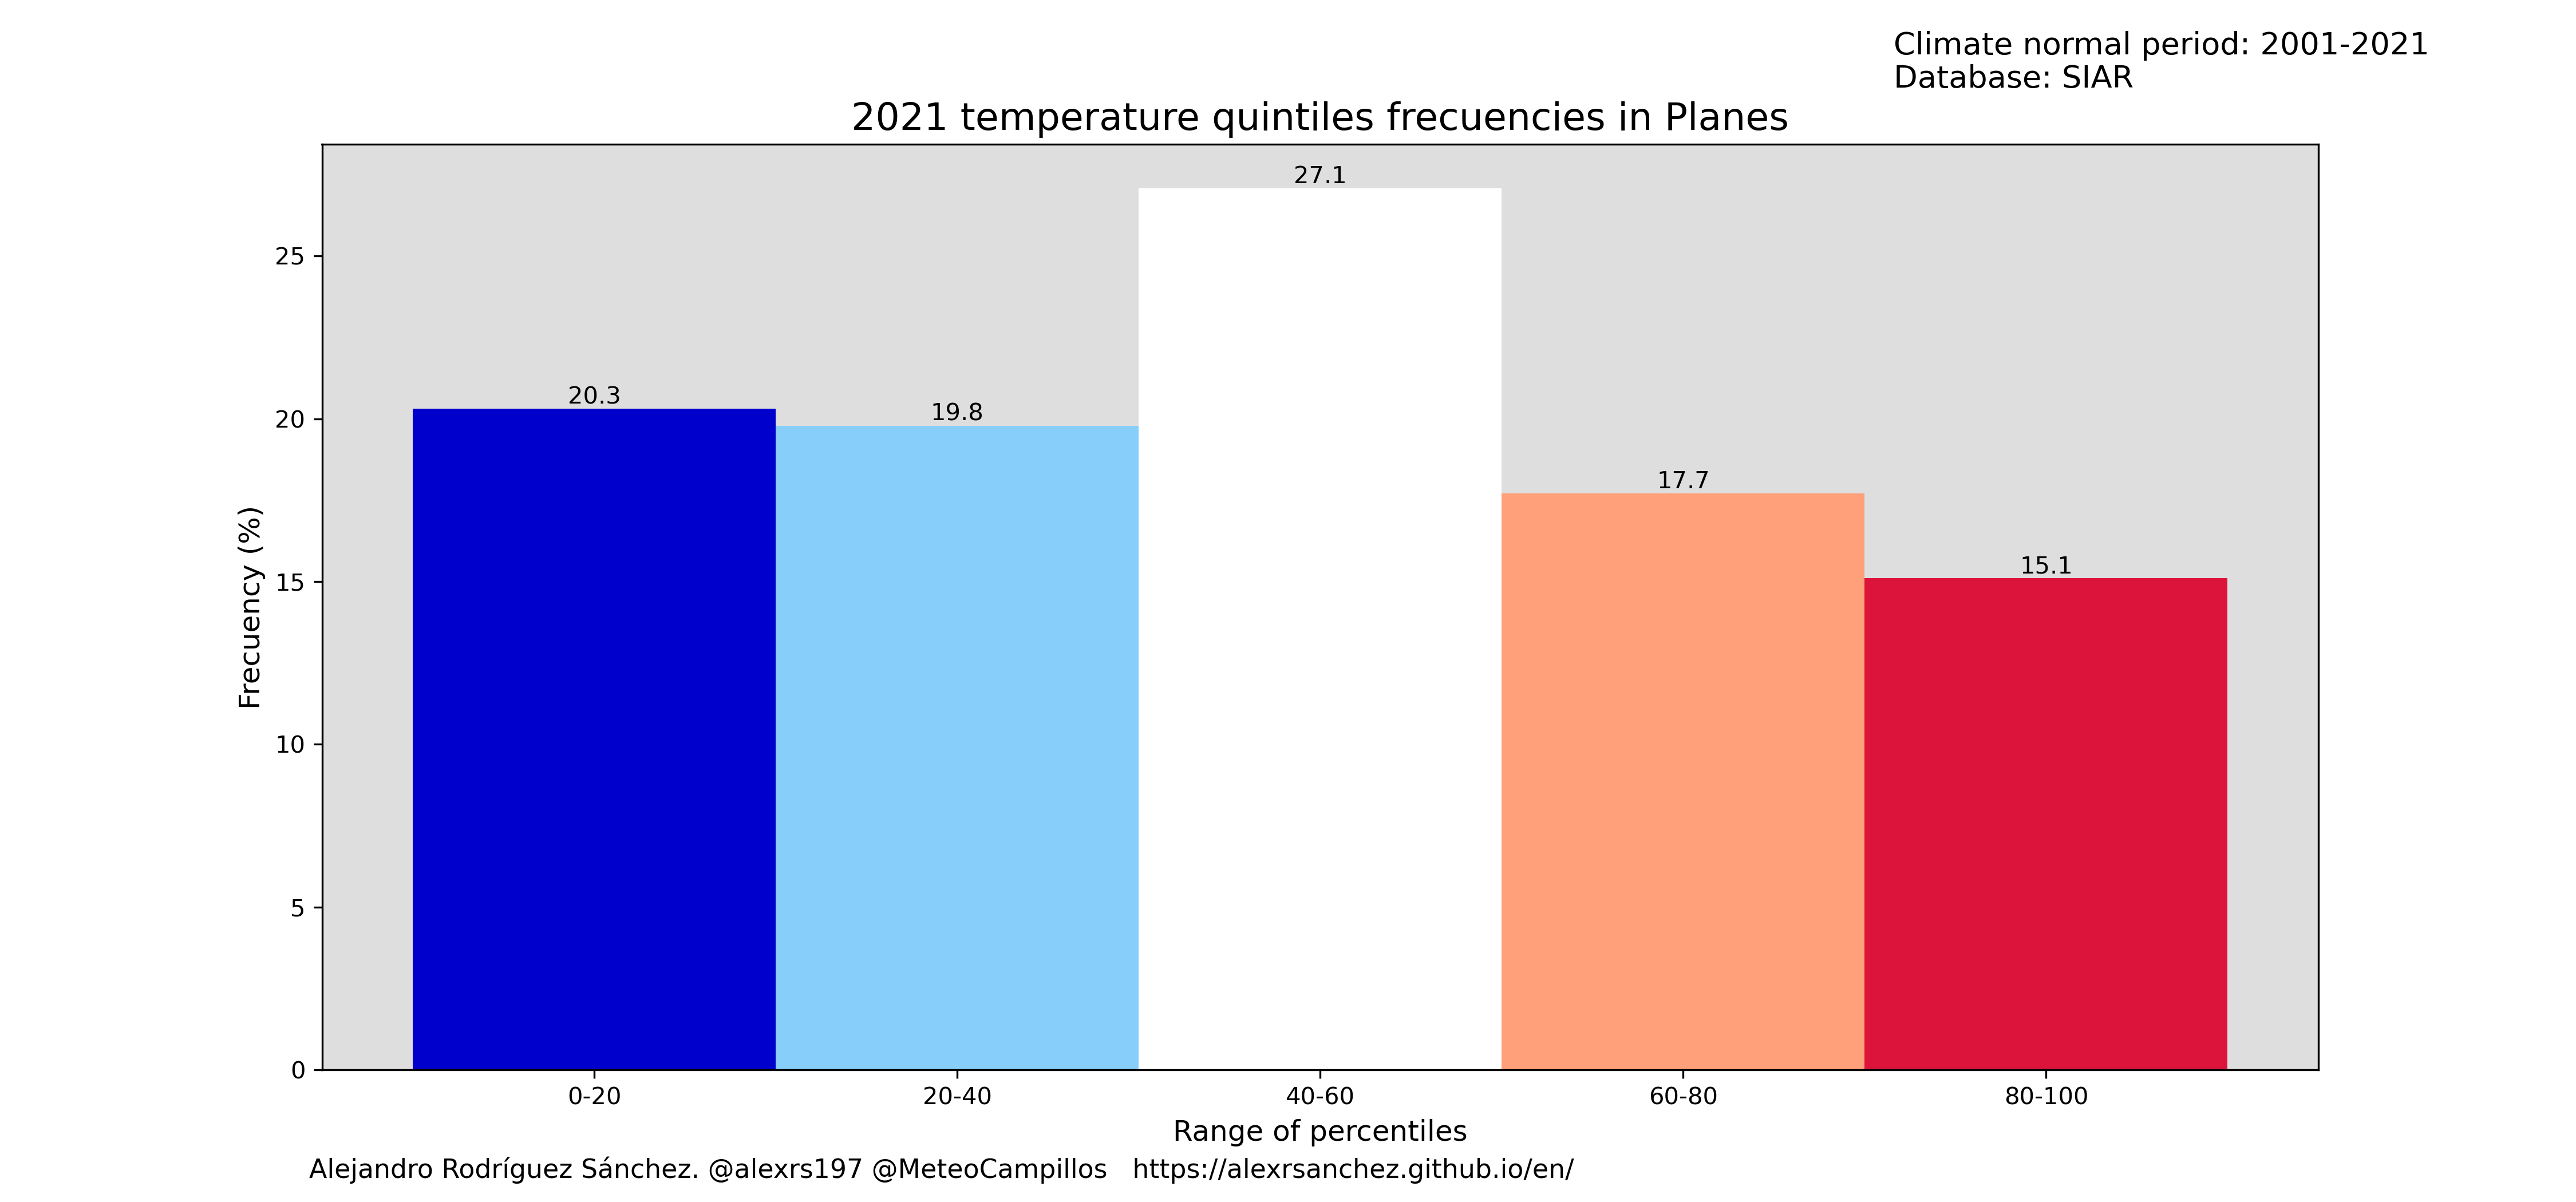 Climate normal period: 2001-2021
Database: SIAR
2021 temperature quintiles frecuencies in Planes
27.1
25
20.3
19.8
20
17.7
15.1
15
Frecuency (%)
10
5
0
0-20
20-40
40-60
60-80
80-100
Range of percentiles
Alejandro Rodríguez Sánchez. @alexrs197 @MeteoCampillos https://alexrsanchez.github.io/en/